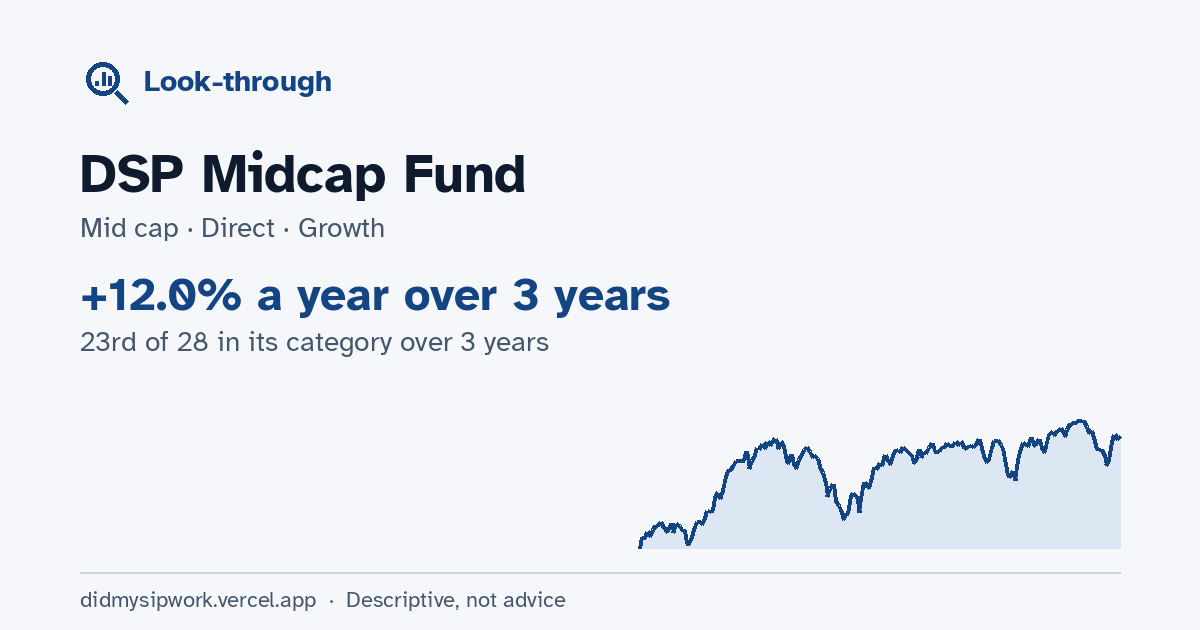 Look-through
DSP Midcap Fund
Mid cap · Direct · Growth
+12.0% a year over 3 years
23rd of 28 in its category over 3 years
didmysipwork.vercel.app · Descriptive, not advice